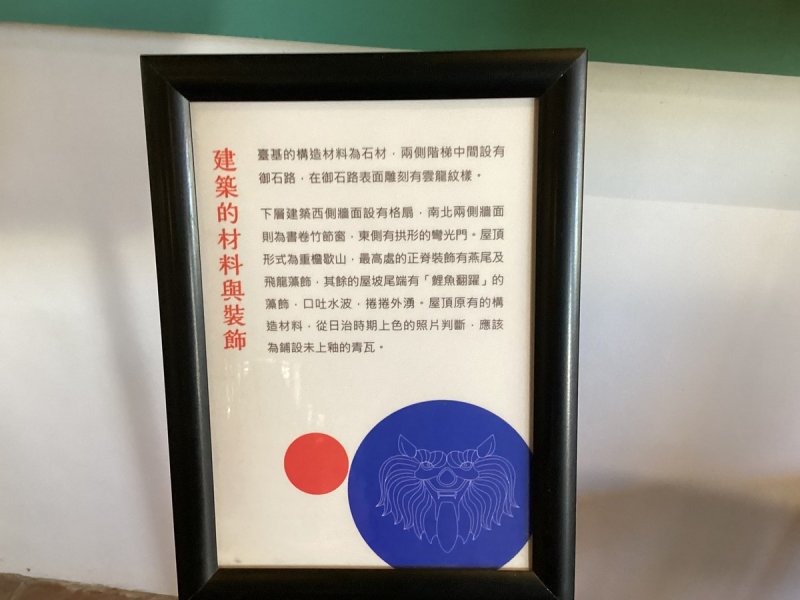 建築的材料與裝飾
臺基的構造材料為石材，兩側階梯中間設有
御石路，在御石路表面雕刻有雲龍紋樣。
下層建築西側牆面設有格扇，南北兩側牆面
則為書卷竹節窗，東側有拱形的彎光門。屋頂
形式為重檐歇山，最高處的正脊裝飾有燕尾及
飛龍藻飾，其餘的屋坡尾端有「鯉魚翻躍」的
藻飾，口吐水波，捲捲外湧。屋頂原有的構
造材料，從日治時期上色的照片判斷，應該
為鋪設未上釉的青瓦。